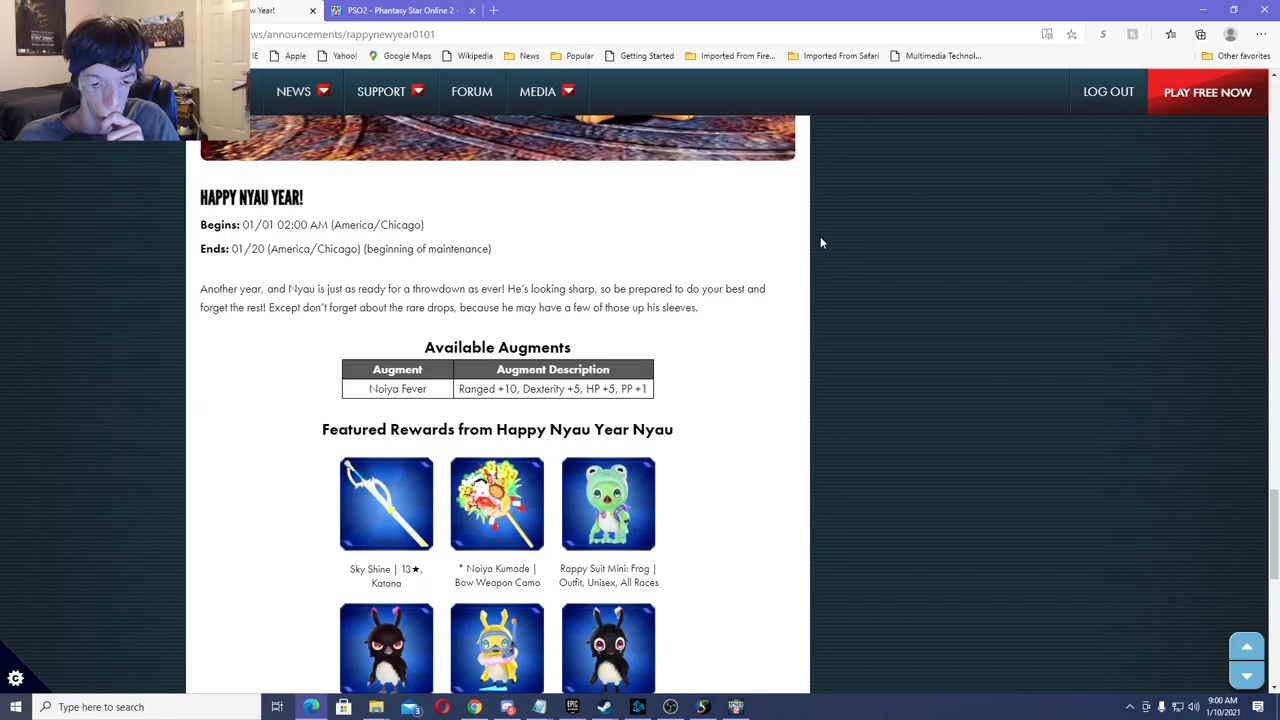 w Year!
PSO2 - Phantasy Star Online 2 -
ws/announcements/rappynewyear0101
IE Apple Yahoo! Google Maps Wikipedia News Popular Getting Started Imported From Fire... Imported From Safari Multimedia Technol... Other favorites
NEWS SUPPORT FORUM MEDIA LOG OUT PLAY FREE NOW
HAPPY NYAU YEAR!
Begins: 01/01 02:00 AM (America/Chicago)
Ends: 01/20 (America/Chicago) (beginning of maintenance)
Another year, and Nyau is just as ready for a throwdown as ever! He's looking sharp, so be prepared to do your best and
forget the rest! Except don't forget about the rare drops, because he may have a few of those up his sleeves.
Available Augments
Augment Augment Description
Noiya Fever Ranged +10, Dexterity +5, HP +5, PP +1
Featured Rewards from Happy Nyau Year Nyau
Sky Shine | 13★,
Katana
* Noiya Kumade |
Bow Weapon Camo
Rappy Suit Mini: Frog |
Outfit, Unisex, All Races
Type here to search
9:00 AM
1/10/2021